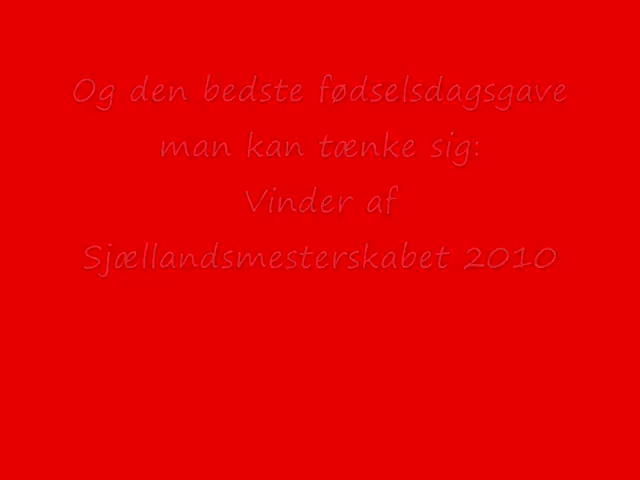 Og den bedste fødselsdagsgave
man kan tænke sig:
Vinder af
Sjællandsmesterskabet 2010